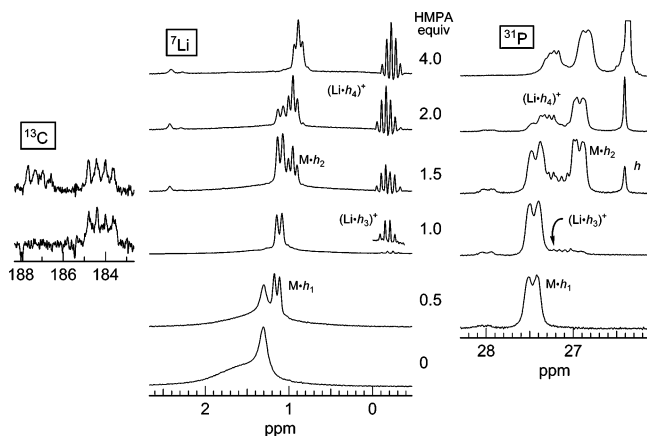 ⁷Li
HMPA
equiv
³¹P
4.0
(Li•h₄)⁺
2.0
(Li•h₄)⁺
¹³C
M•h₂
1.5
M•h₂
h
(Li•h₃)⁺
1.0
(Li•h₃)⁺
188 186 184
M•h₁
0.5
M•h₁
0
28 27
ppm
2 1 0
ppm